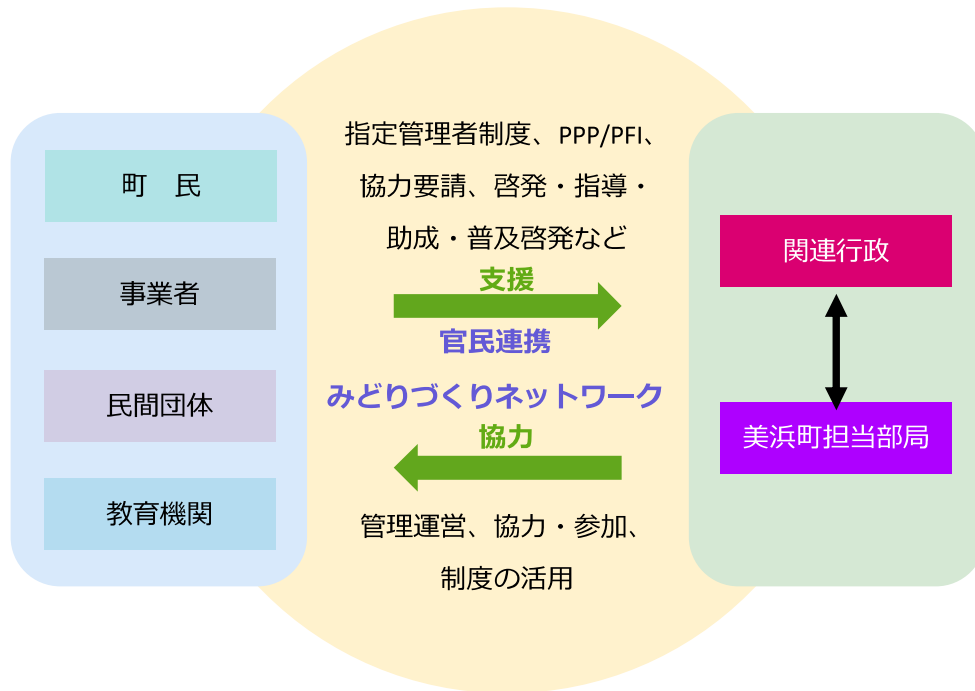 町　民
事業者
民間団体
教育機関
指定管理者制度、PPP/PFI、
協力要請、啓発・指導・
助成・普及啓発など
支援
官民連携
みどりづくりネットワーク
協力
管理運営、協力・参加、
制度の活用
関連行政
美浜町担当部局